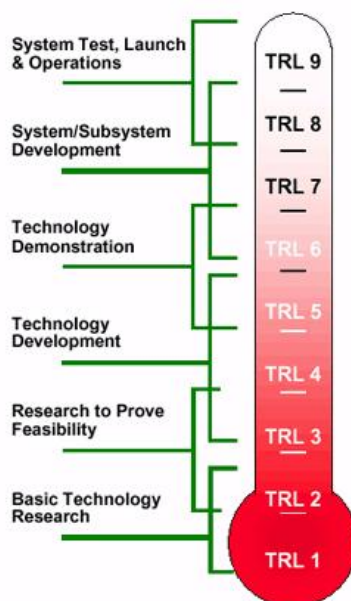 System Test, Launch
& Operations
System/Subsystem
Development
Technology
Demonstration
Technology
Development
Research to Prove
Feasibility
Basic Technology
Research
TRL 9
TRL 8
TRL 7
TRL 6
TRL 5
TRL 4
TRL 3
TRL 2
TRL 1